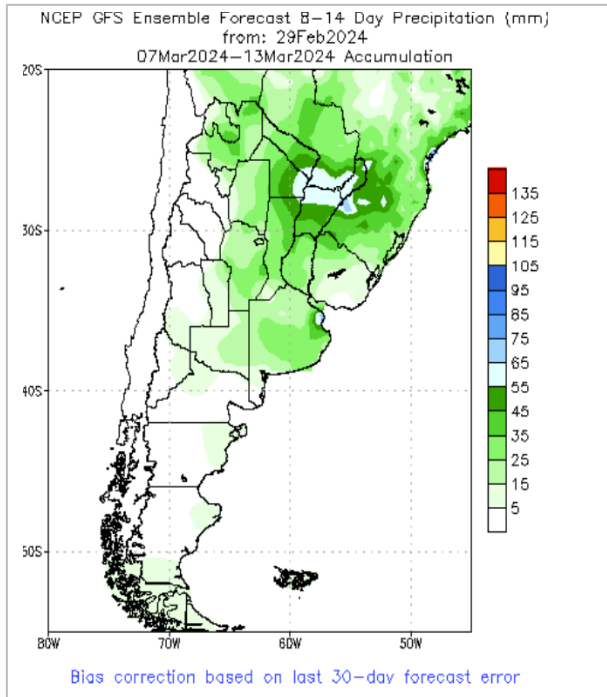 NCEP GFS Ensemble Forecast 8–14 Day Precipitation (mm)
from: 29Feb2024
07Mar2024–13Mar2024 Accumulation
20S
30S
40S
50S
80W
70W
60W
50W
135
125
115
105
95
85
75
65
55
45
35
25
15
5
Bias correction based on last 30–day forecast error